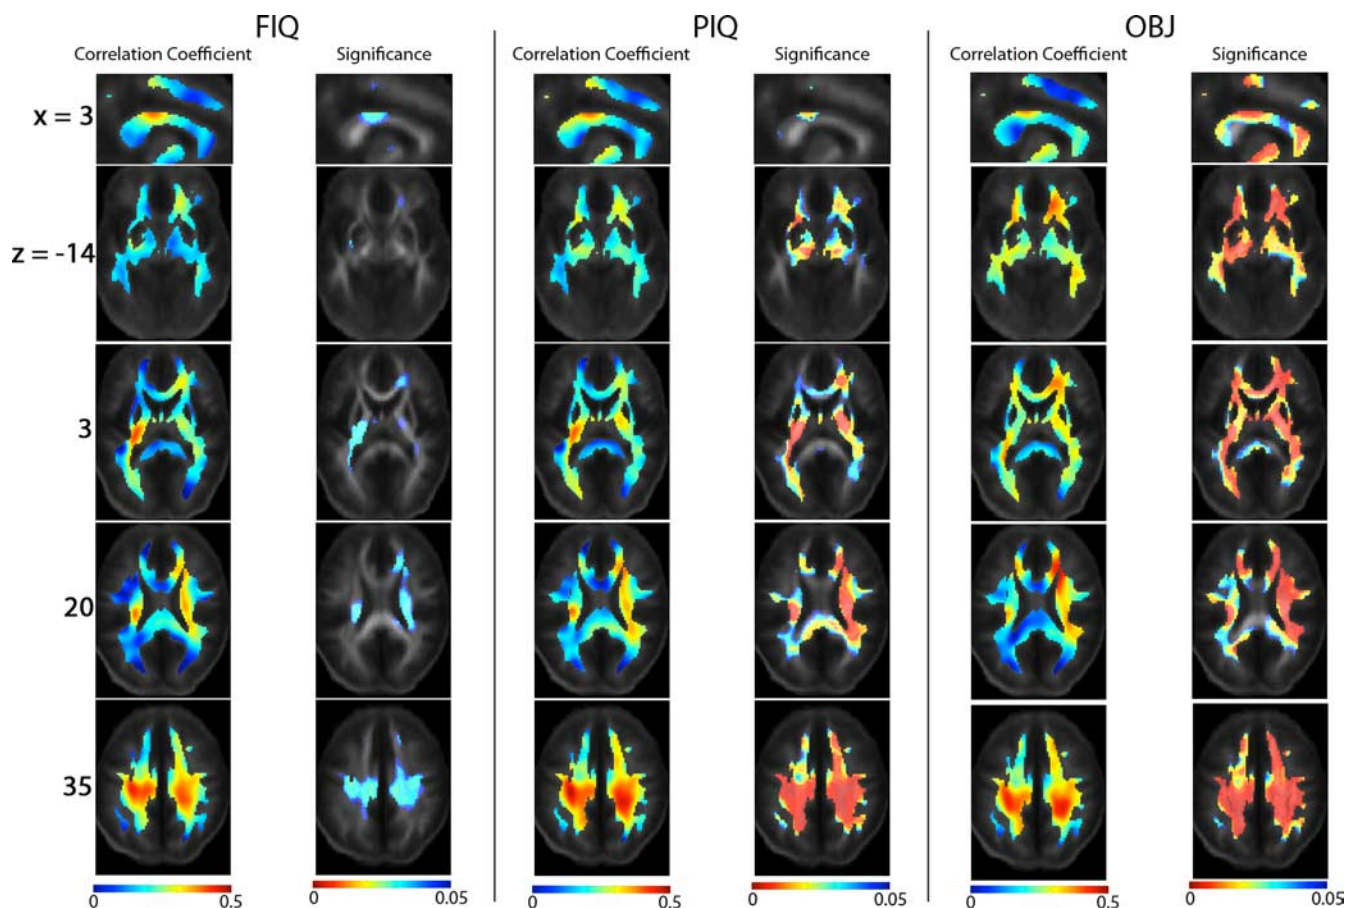 FIQ PIQ OBJ
Correlation Coefficient Significance Correlation Coefficient Significance Correlation Coefficient Significance
x = 3
z = -14
3
20
35
0 0.5 0 0.05 0 0.5 0 0.05 0 0.5 0 0.05